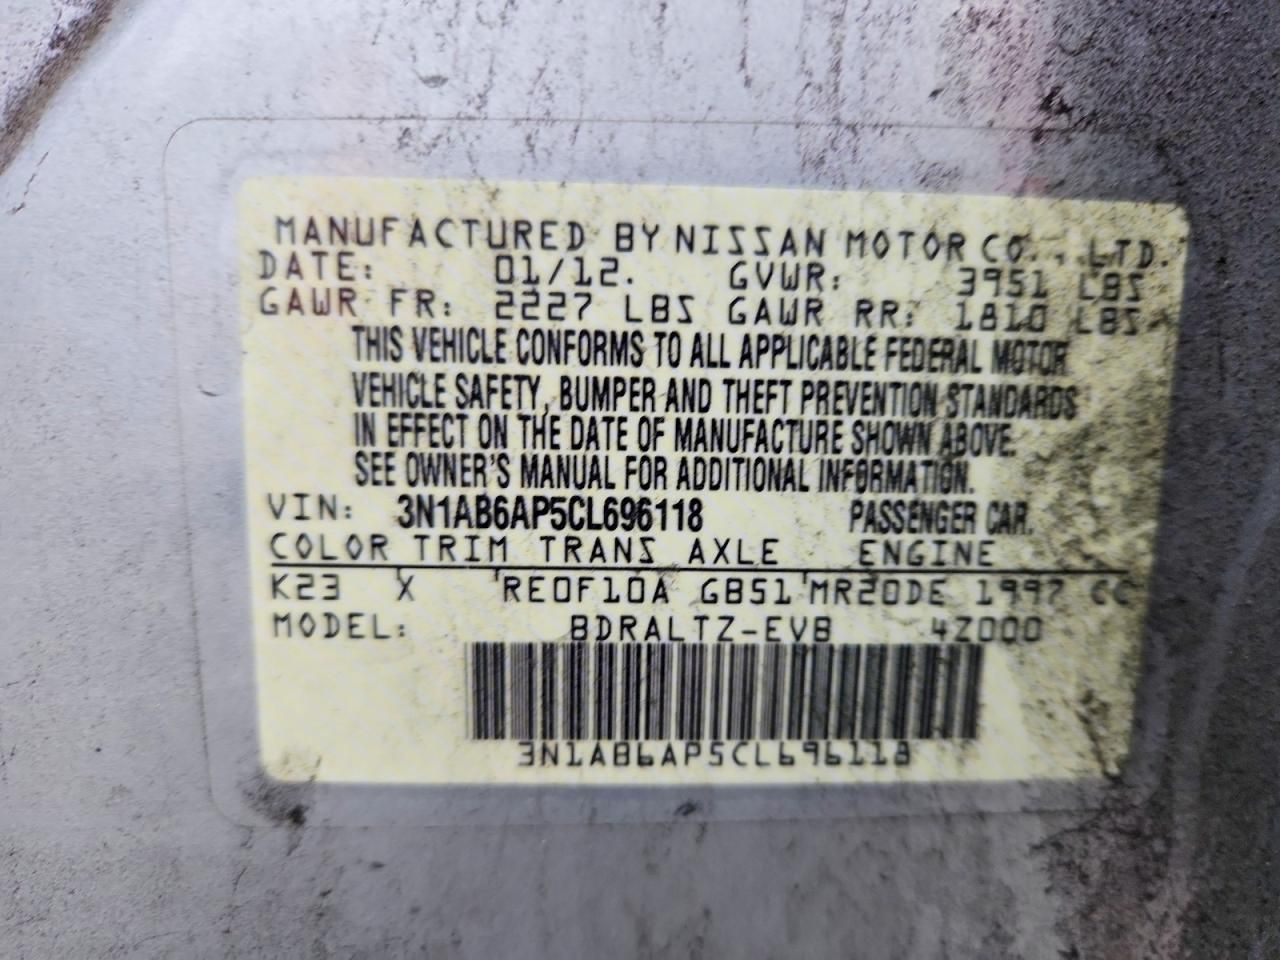 MANUFACTURED BY NISSAN MOTOR CO., LTD.
DATE: 01/12. GVWR: 3951 LBS
GAWR FR: 2227 LBS GAWR RR: 1810 LBS
THIS VEHICLE CONFORMS TO ALL APPLICABLE FEDERAL MOTOR
VEHICLE SAFETY, BUMPER AND THEFT PREVENTION STANDARDS
IN EFFECT ON THE DATE OF MANUFACTURE SHOWN ABOVE.
SEE OWNER'S MANUAL FOR ADDITIONAL INFORMATION.
VIN: 3N1AB6AP5CL696118 PASSENGER CAR.
COLOR TRIM TRANS AXLE ENGINE
K23 X RE0F10A GB51 MR20DE 1997 CC
MODEL: BDRALTZ-EVB 4Z000
3N1AB6AP5CL696118